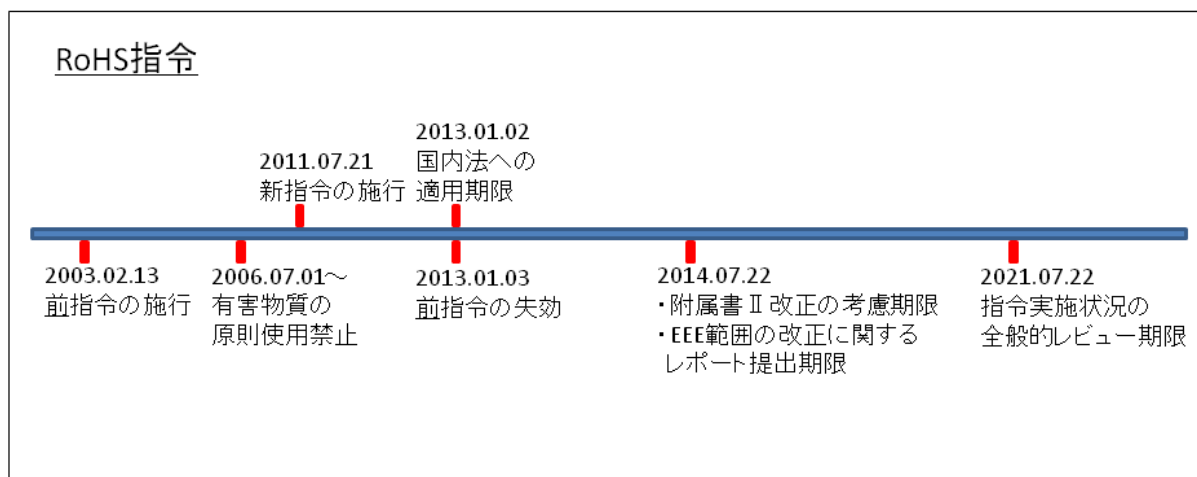 RoHS指令
2013.01.02
国内法への
適用期限
2011.07.21
新指令の施行
2003.02.13
前指令の施行
2006.07.01～
有害物質の
原則使用禁止
2013.01.03
前指令の失効
2014.07.22
・附属書Ⅱ改正の考慮期限
・EEE範囲の改正に関する
レポート提出期限
2021.07.22
指令実施状況の
全般的レビュー期限